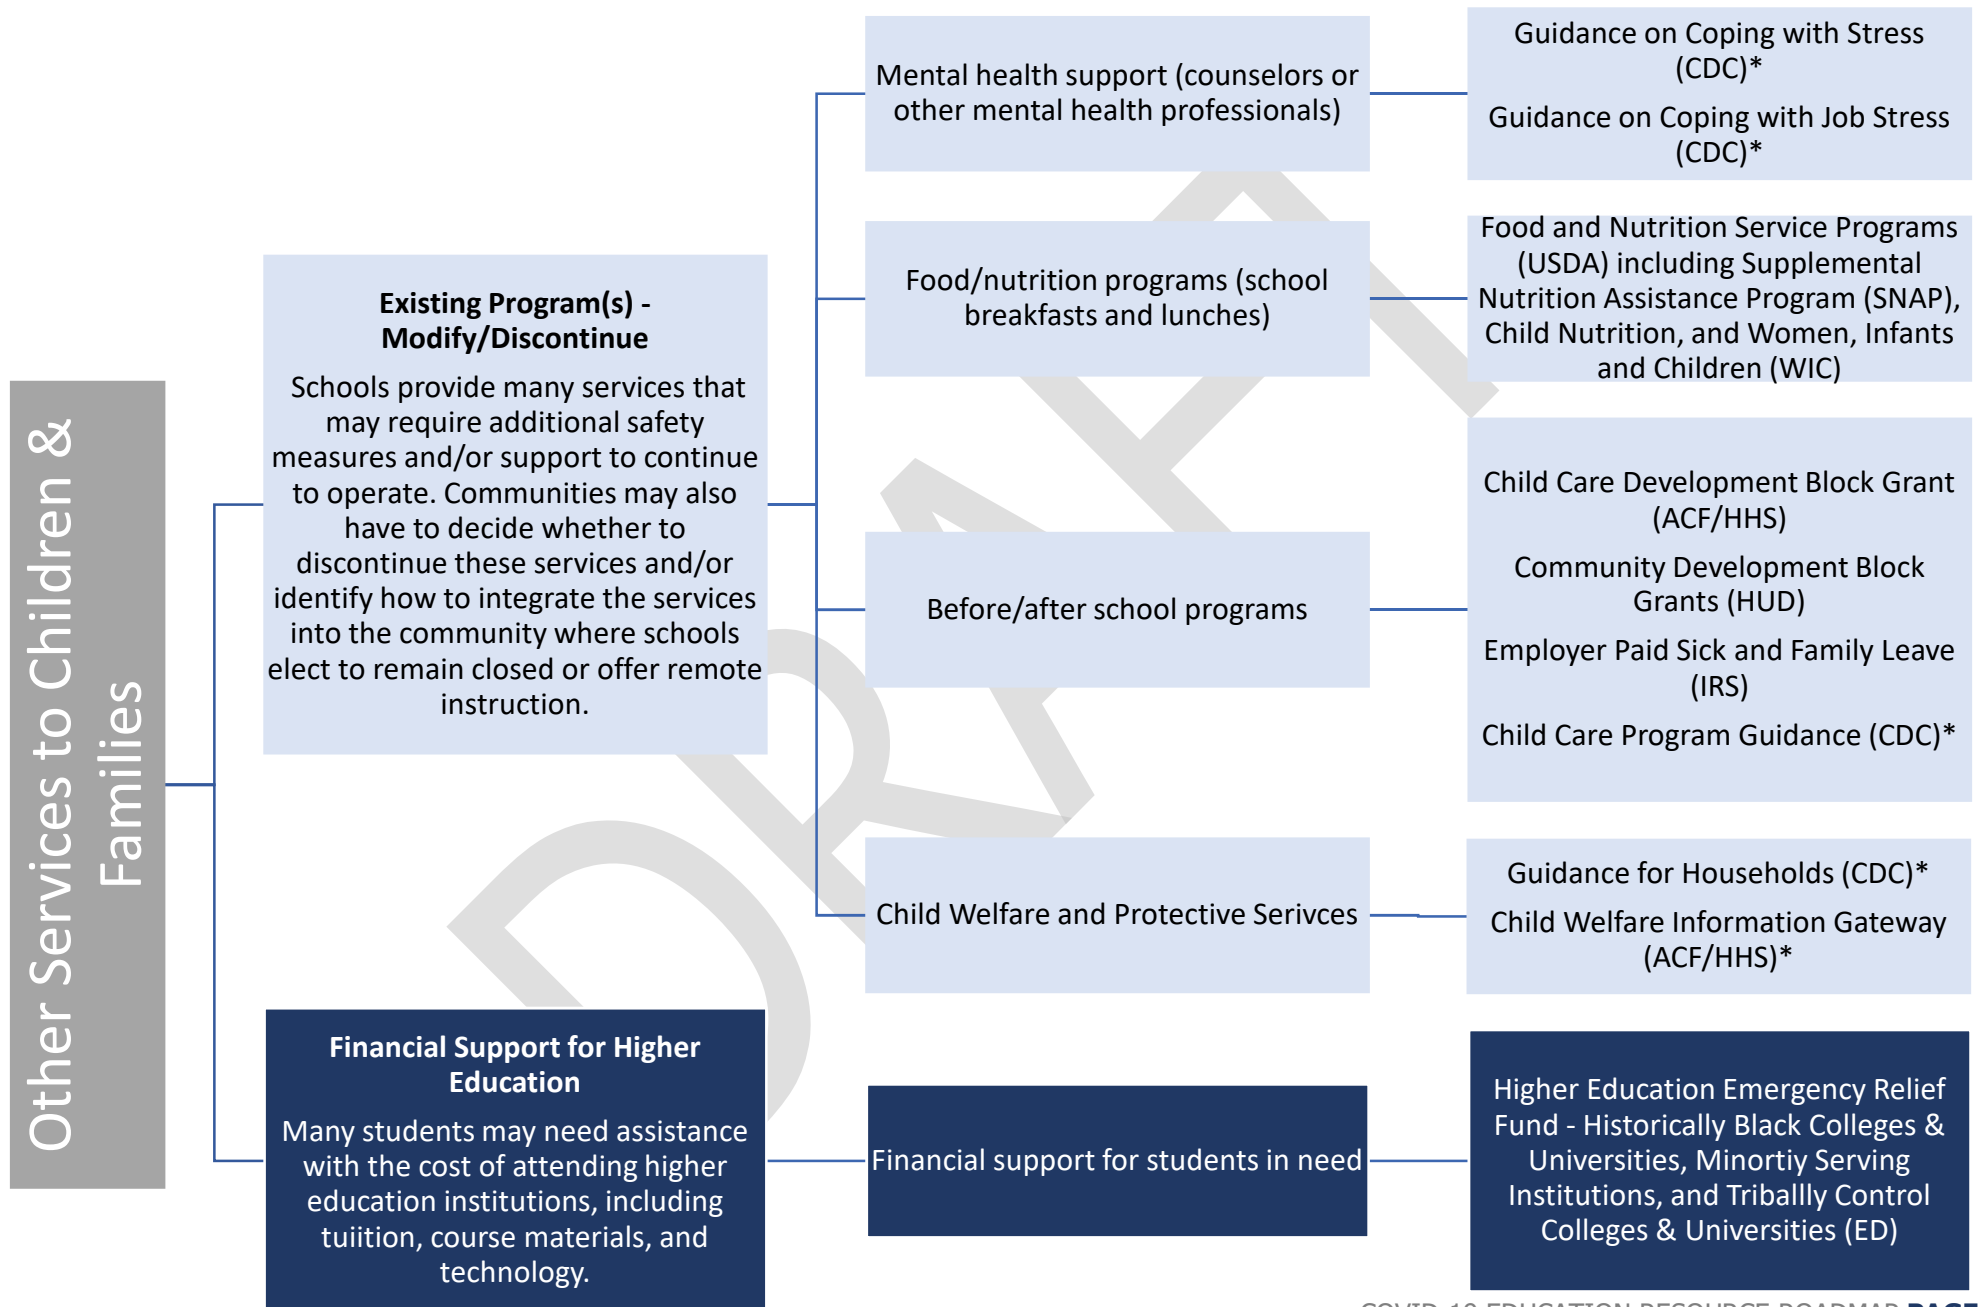 Other Services to Children &
Families
Existing Program(s) -
Modify/Discontinue
Schools provide many services that
may require additional safety
measures and/or support to continue
to operate. Communities may also
have to decide whether to
discontinue these services and/or
identify how to integrate the services
into the community where schools
elect to remain closed or offer remote
instruction.
Mental health support (counselors or
other mental health professionals)
Guidance on Coping with Stress
(CDC)*
Guidance on Coping with Job Stress
(CDC)*
Food/nutrition programs (school
breakfasts and lunches)
Food and Nutrition Service Programs
(USDA) including Supplemental
Nutrition Assistance Program (SNAP),
Child Nutrition, and Women, Infants
and Children (WIC)
Before/after school programs
Child Care Development Block Grant
(ACF/HHS)
Community Development Block
Grants (HUD)
Employer Paid Sick and Family Leave
(IRS)
Child Care Program Guidance (CDC)*
Child Welfare and Protective Serivces
Guidance for Households (CDC)*
Child Welfare Information Gateway
(ACF/HHS)*
Financial Support for Higher
Education
Many students may need assistance
with the cost of attending higher
education institutions, including
tuiition, course materials, and
technology.
Financial support for students in need
Higher Education Emergency Relief
Fund - Historically Black Colleges &
Universities, Minortiy Serving
Institutions, and Triballly Control
Colleges & Universities (ED)
DRAFT
COVID-19 EDUCATION RESOURCE ROADMAP PAGE